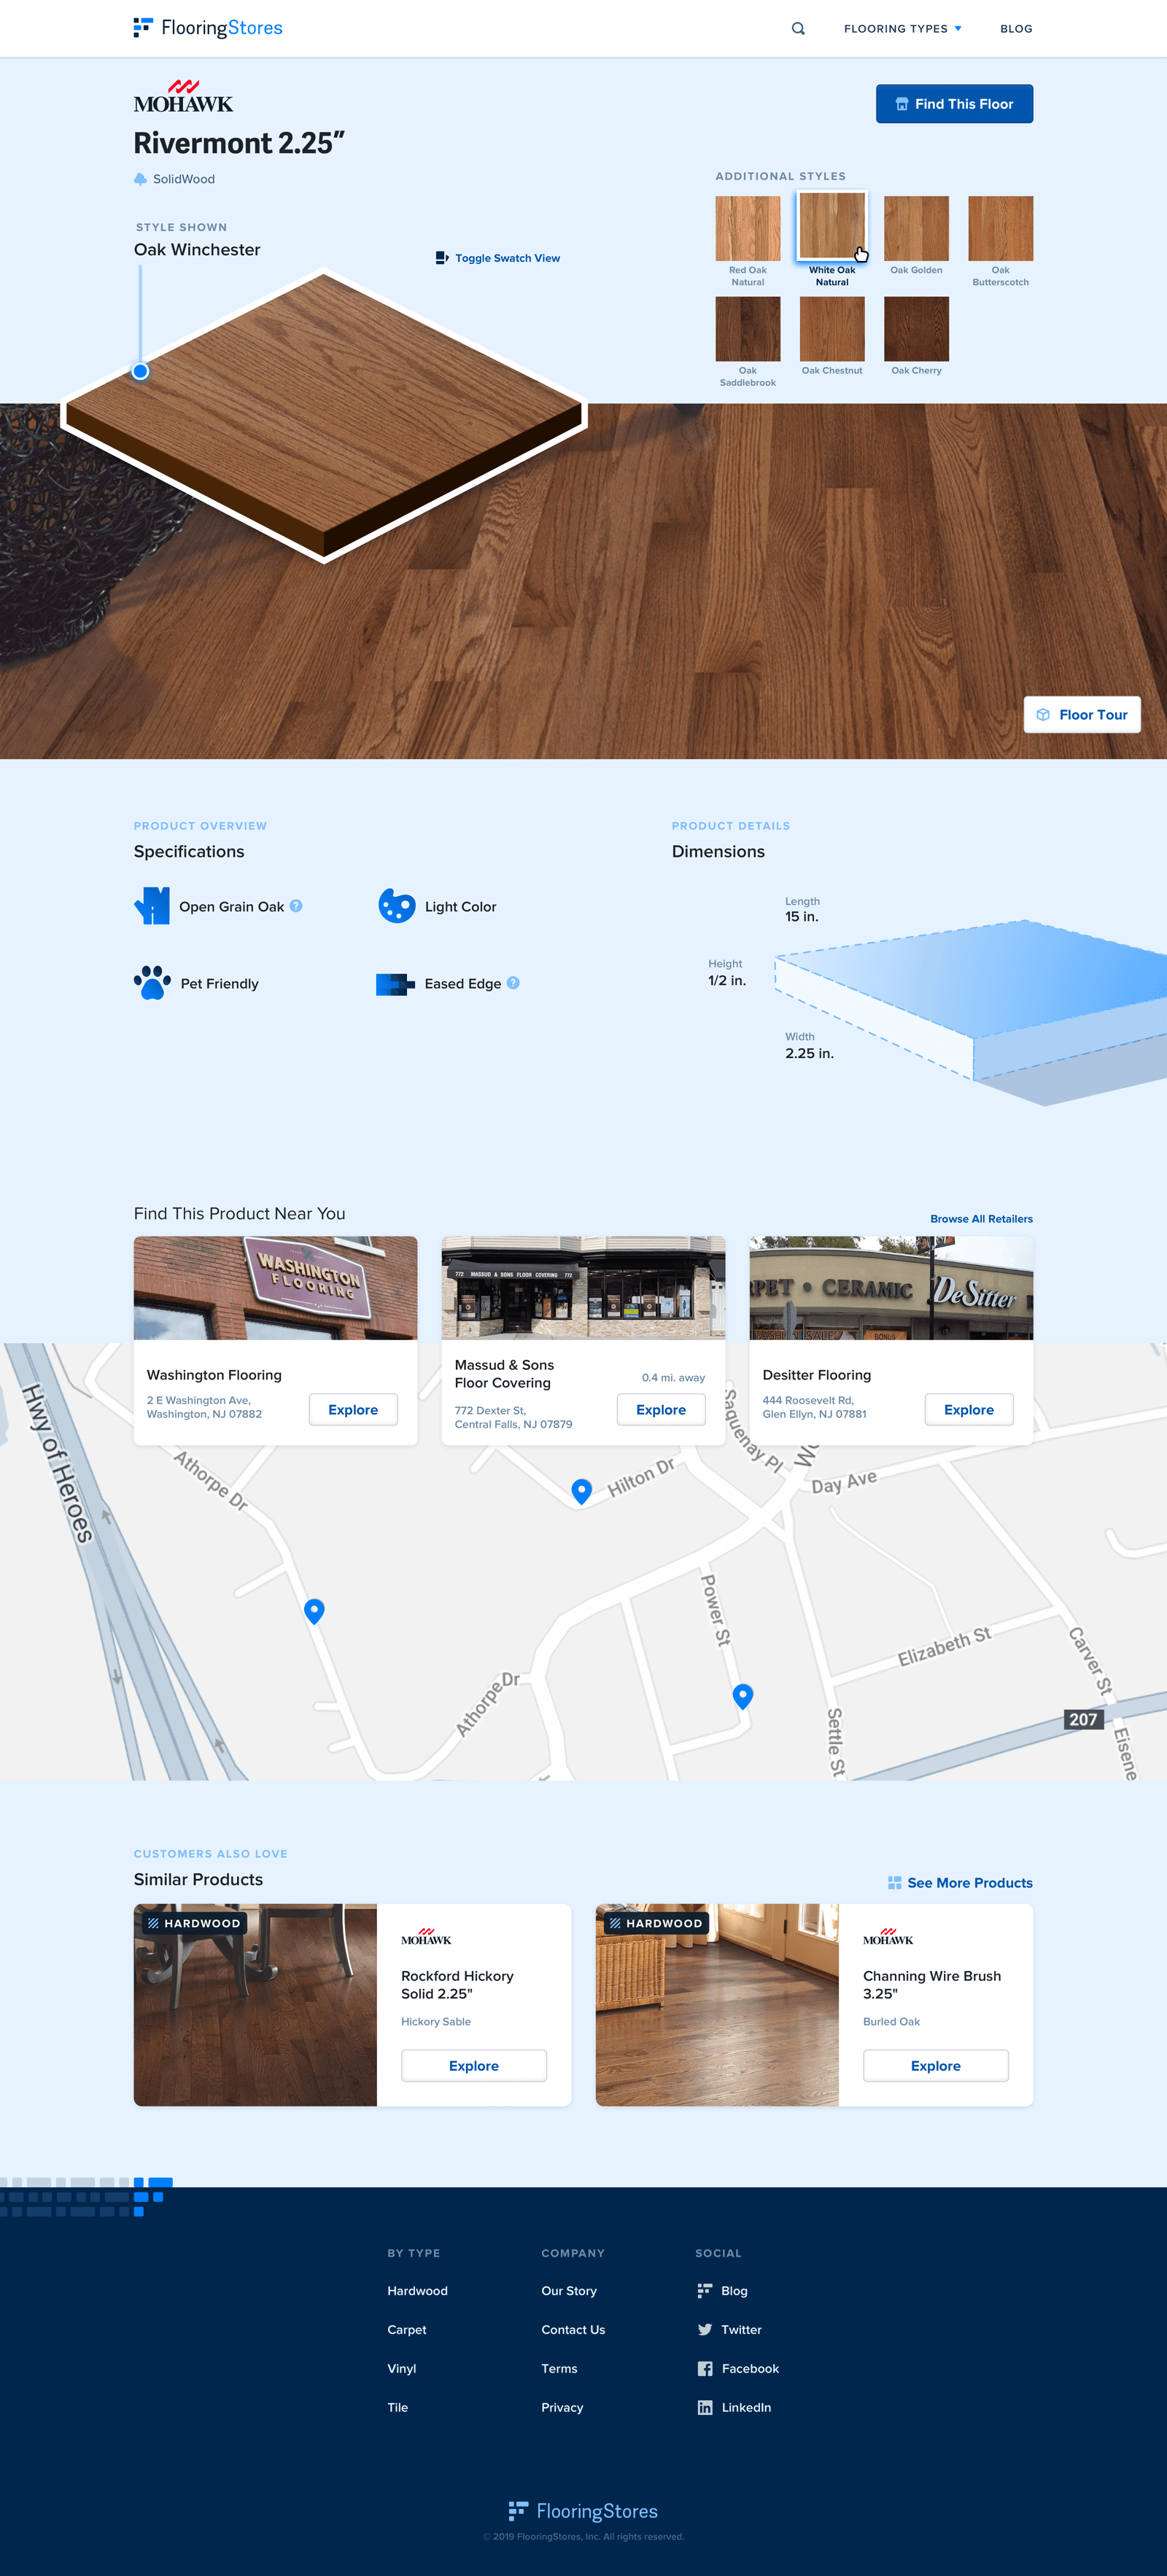 FlooringStores
FLOORING TYPES
BLOG
MOHAWK
Find This Floor
Rivermont 2.25”
SolidWood
ADDITIONAL STYLES
STYLE SHOWN
Oak Winchester
Toggle Swatch View
Red Oak
Natural
White Oak
Natural
Oak Golden
Oak
Butterscotch
Oak
Saddlebrook
Oak Chestnut
Oak Cherry
Floor Tour
PRODUCT OVERVIEW
Specifications
Open Grain Oak ?
Light Color
Pet Friendly
Eased Edge ?
PRODUCT DETAILS
Dimensions
Length
15 in.
Height
1/2 in.
Width
2.25 in.
Find This Product Near You
Browse All Retailers
WASHINGTON
FLOORING
772 MASSUD & SONS FLOOR COVERING 772
PET • CERAMIC
DeSitter
SALE
BONUS
Washington Flooring
2 E Washington Ave,
Washington, NJ 07882
Explore
Massud & Sons
Floor Covering
0.4 mi. away
772 Dexter St,
Central Falls, NJ 07879
Explore
Desitter Flooring
444 Roosevelt Rd,
Glen Ellyn, NJ 07881
Explore
Hwy of Heroes
Athorpe Dr
Hilton Dr
Saguenay Pl
Wo
Day Ave
Power St
Elizabeth St
Carver St
Athorpe Dr
Settle St
207
Eisene
CUSTOMERS ALSO LOVE
Similar Products
See More Products
HARDWOOD
MOHAWK
Rockford Hickory
Solid 2.25"
Hickory Sable
Explore
HARDWOOD
MOHAWK
Channing Wire Brush
3.25"
Burled Oak
Explore
BY TYPE
Hardwood
Carpet
Vinyl
Tile
COMPANY
Our Story
Contact Us
Terms
Privacy
SOCIAL
Blog
Twitter
Facebook
LinkedIn
FlooringStores
© 2019 FlooringStores, Inc. All rights reserved.